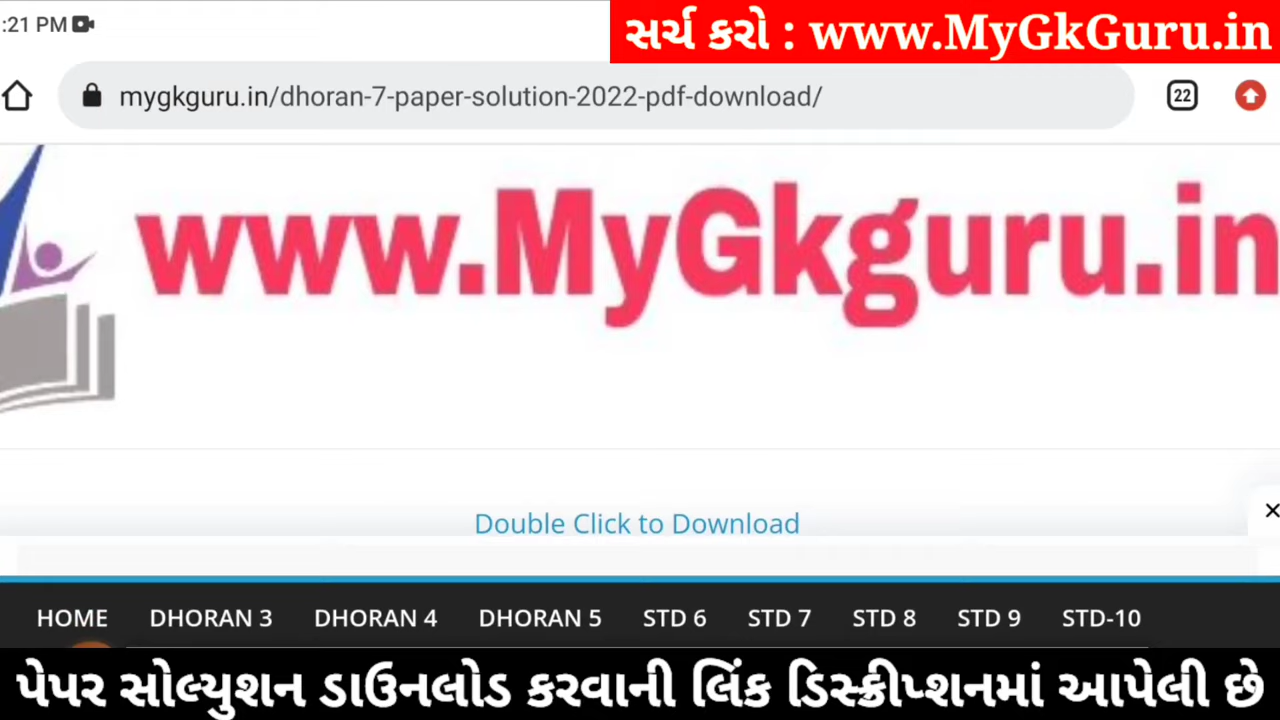 :21 PM
સર્ચ કરો : www.MyGkGuru.in
mygkguru.in/dhoran-7-paper-solution-2022-pdf-download/
22
www.MyGkguru.in
Double Click to Download
×
HOME DHORAN 3 DHORAN 4 DHORAN 5 STD 6 STD 7 STD 8 STD 9 STD-10
પેપર સોલ્યુશન ડાઉનલોડ કરવાની લિંક ડિસ્ક્રીપ્શનમાં આપેલી છે